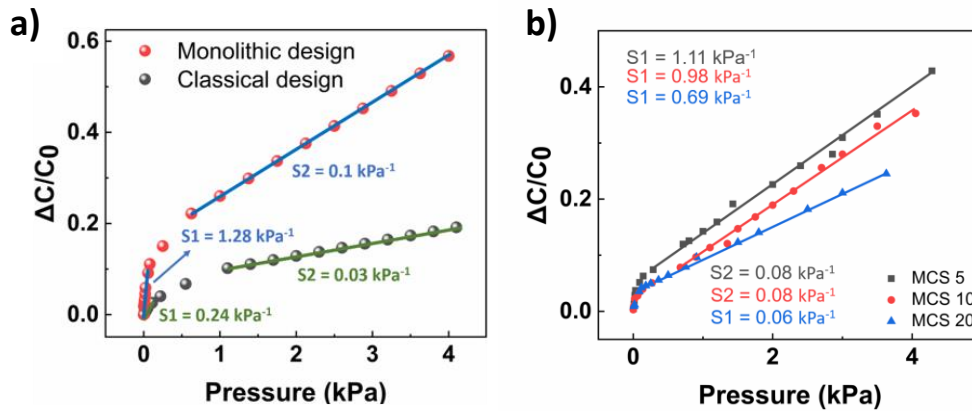 a)
0.6
0.4
0.2
0.0
ΔC/C0
Monolithic design
Classical design
S2 = 0.1 kPa⁻¹
S1 = 1.28 kPa⁻¹
S2 = 0.03 kPa⁻¹
S1 = 0.24 kPa⁻¹
0 1 2 3 4
Pressure (kPa)
b)
0.4
0.2
0.0
ΔC/C0
S1 = 1.11 kPa⁻¹
S1 = 0.98 kPa⁻¹
S1 = 0.69 kPa⁻¹
S2 = 0.08 kPa⁻¹
S2 = 0.08 kPa⁻¹
S1 = 0.06 kPa⁻¹
MCS 5
MCS 10
MCS 20
0 2 4
Pressure (kPa)